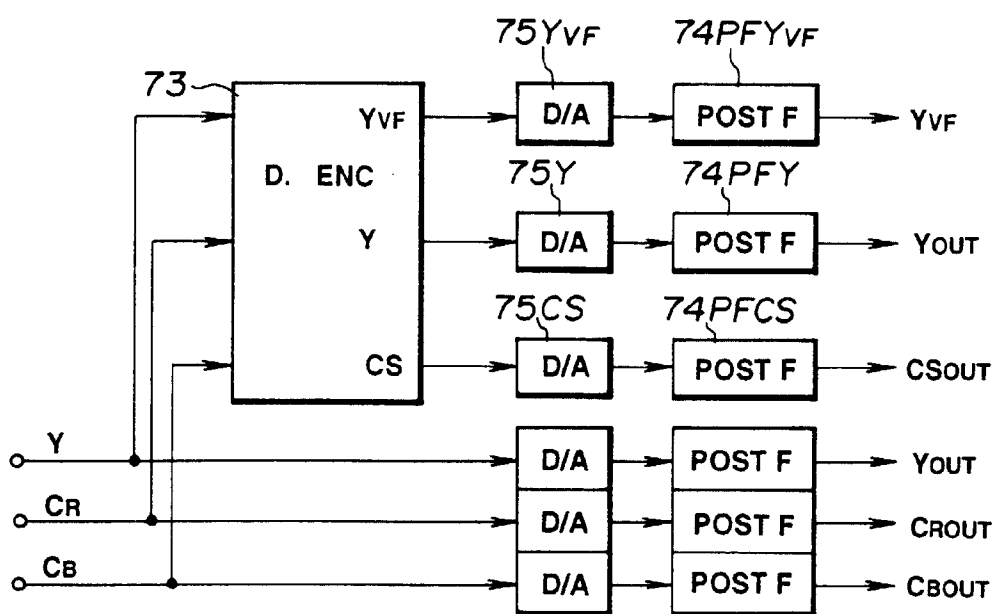 75YVF 74PFYVF
73
YVF D/A POST F YVF
D. ENC
75Y 74PFY
Y D/A POST F YOUT
75CS 74PFCS
CS D/A POST F CSOUT
Y D/A POST F YOUT
CR D/A POST F CROUT
CB D/A POST F CBOUT